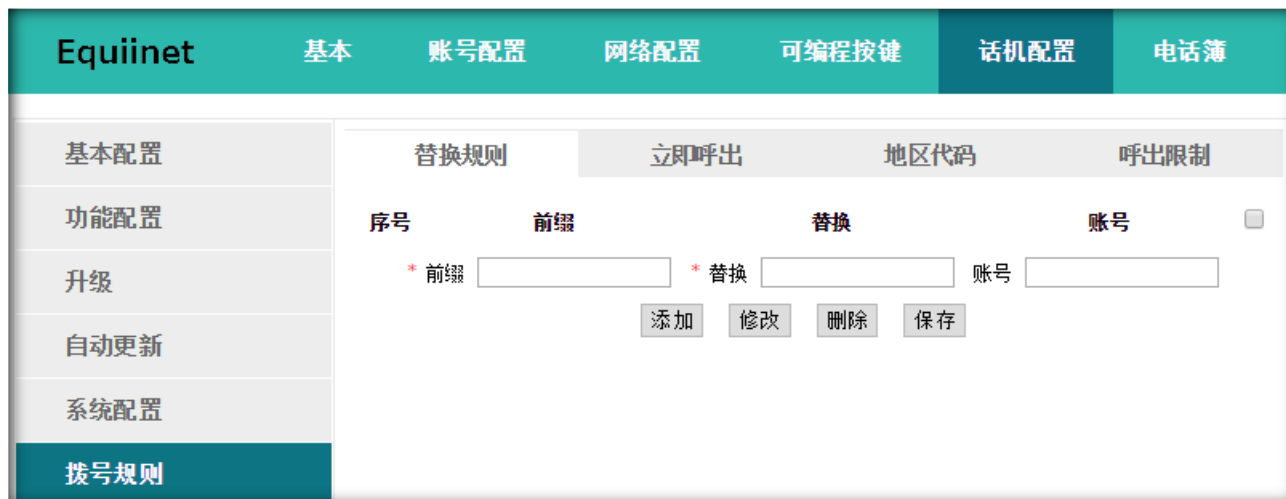 Equiinet 基本 账号配置 网络配置 可编程按键 话机配置 电话薄
基本配置
功能配置
升级
自动更新
系统配置
拨号规则
替换规则 立即呼出 地区代码 呼出限制
序号 前缀 替换 账号
* 前缀 * 替换 账号
添加 修改 删除 保存